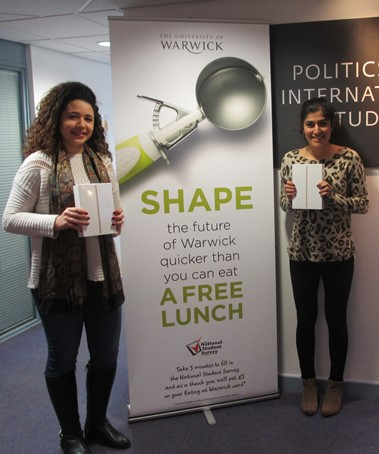 THE UNIVERSITY OF
WARWICK
POLITICS
INTERNAT
STUD
SHAPE
the future
of Warwick
quicker than
you can eat
A FREE
LUNCH
National
Student
Survey
Take 5 minutes to fill in
the National Student Survey
and as a thank you, we'll put £5
on your Eating at Warwick card*